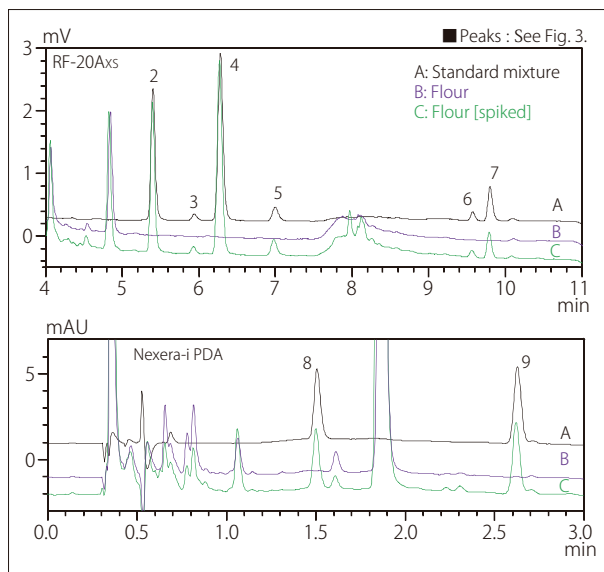 mV
■ Peaks : See Fig. 3.
3
RF-20Axs
2
4
A: Standard mixture
B: Flour
C: Flour [spiked]
2
1
3
5
6
7
A
0
B
C
4 5 6 7 8 9 10 11
min
mAU
Nexera-i PDA
8
9
5
A
0
B
C
0.0 0.5 1.0 1.5 2.0 2.5 3.0
min